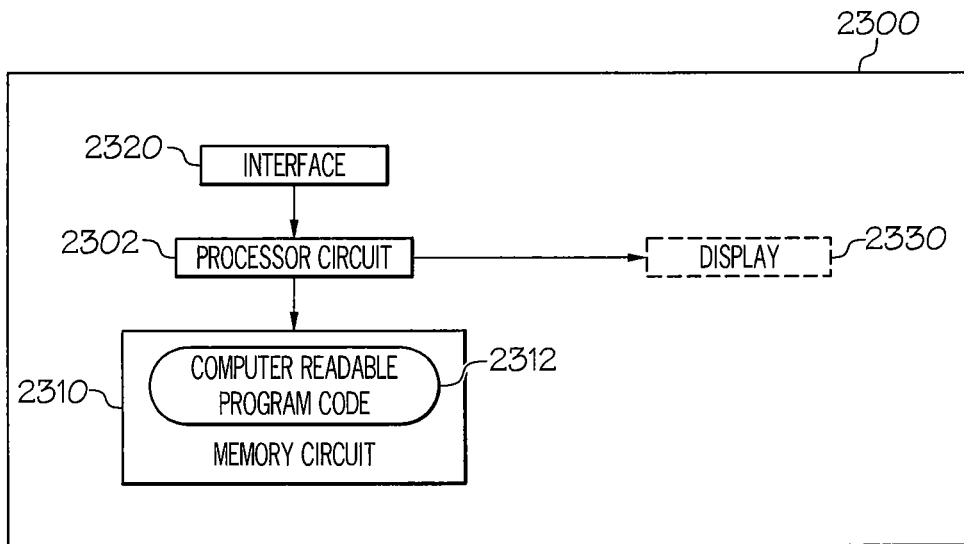 2300
2320
INTERFACE
2302
PROCESSOR CIRCUIT
DISPLAY
2330
2310
COMPUTER READABLE
PROGRAM CODE
2312
MEMORY CIRCUIT